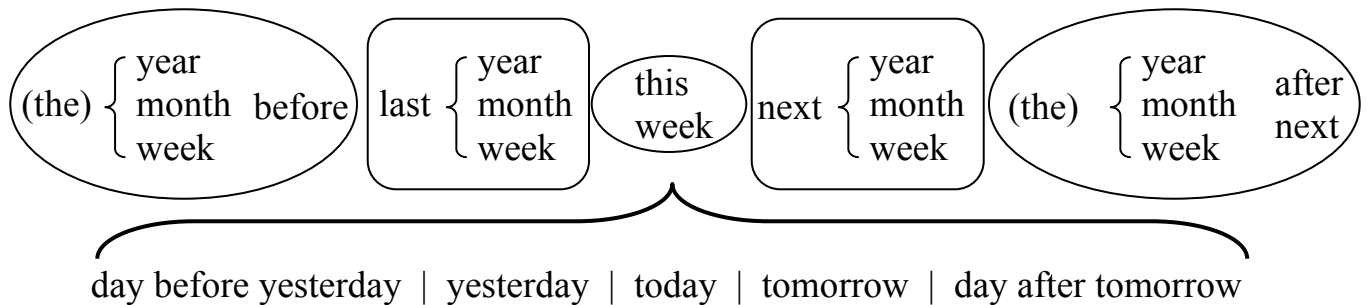 (the) year month week before
last year month week
this week
next year month week
(the) year month week after next
day before yesterday | yesterday | today | tomorrow | day after tomorrow